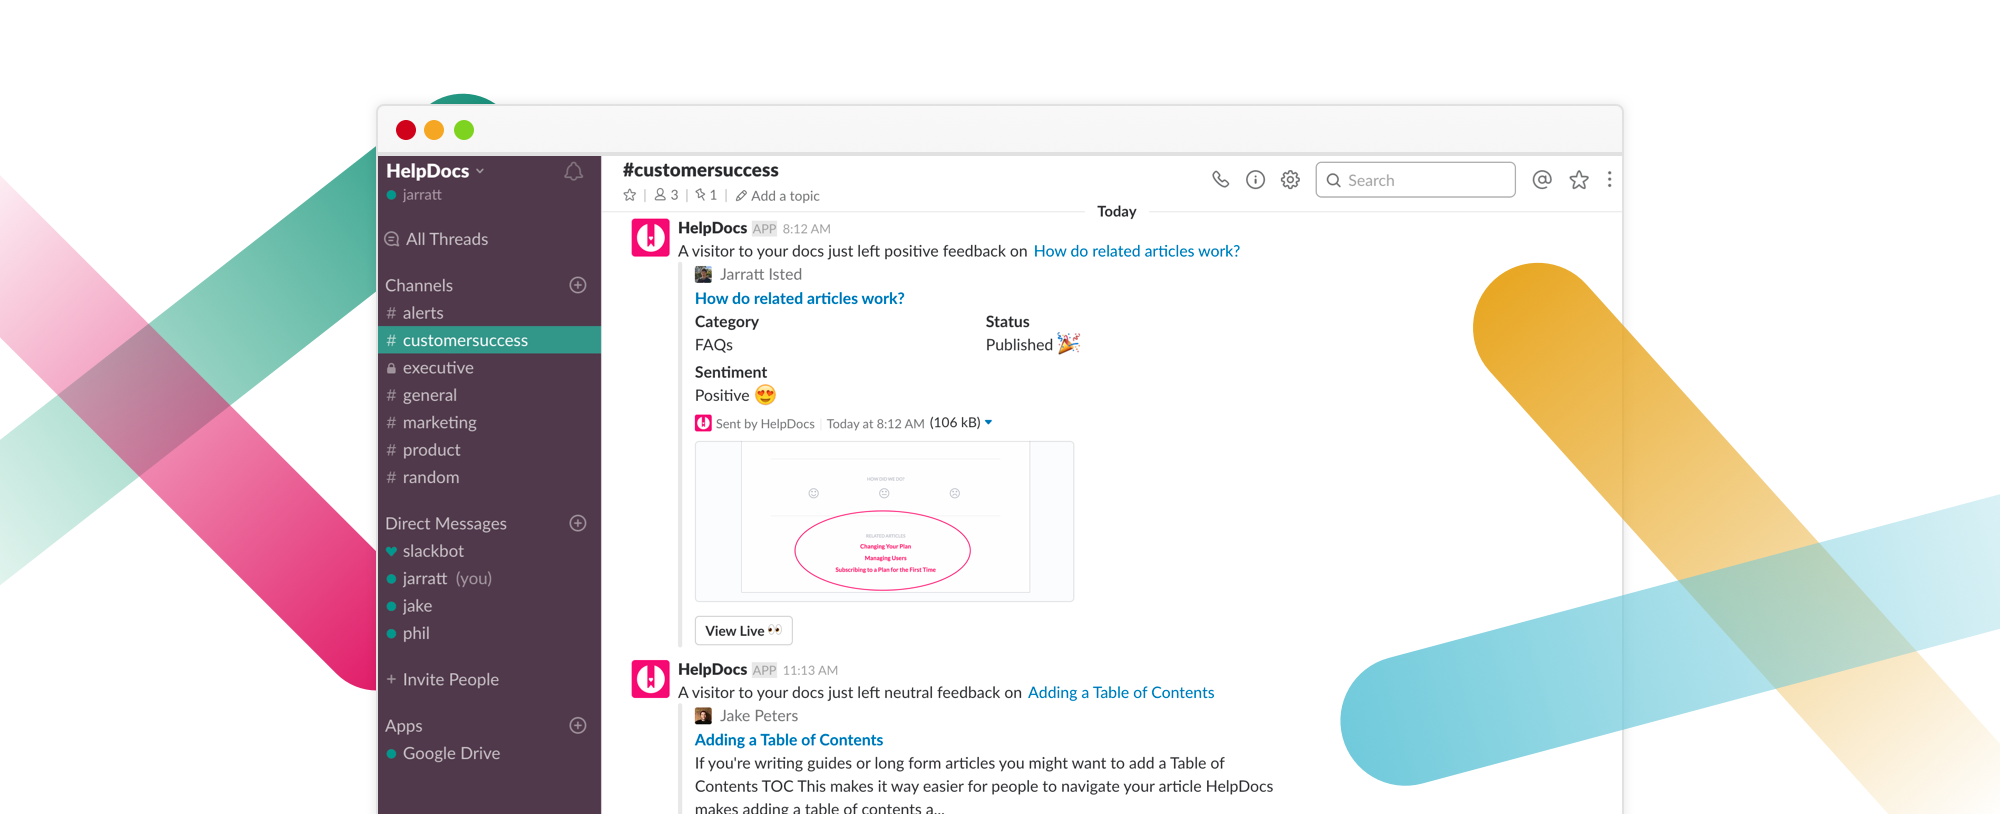 HelpDocs
jarratt
All Threads
Channels
# alerts
# customersuccess
executive
# general
# marketing
# product
# random
Direct Messages
slackbot
jarratt (you)
jake
phil
+ Invite People
Apps
Google Drive
#customersuccess
3 | 1 | Add a topic
Search
Today
HelpDocs APP 8:12 AM
A visitor to your docs just left positive feedback on How do related articles work?
Jarratt Isted
How do related articles work?
Category Status
FAQs Published 🎉
Sentiment
Positive 😍
Sent by HelpDocs | Today at 8:12 AM (106 kB)
HOW DID WE DO?
RELATED ARTICLES
Changing Your Plan
Managing Users
Subscribing to a Plan for the First Time
View Live 👀
HelpDocs APP 11:13 AM
A visitor to your docs just left neutral feedback on Adding a Table of Contents
Jake Peters
Adding a Table of Contents
If you're writing guides or long form articles you might want to add a Table of
Contents TOC This makes it way easier for people to navigate your article HelpDocs
makes adding a table of contents a...